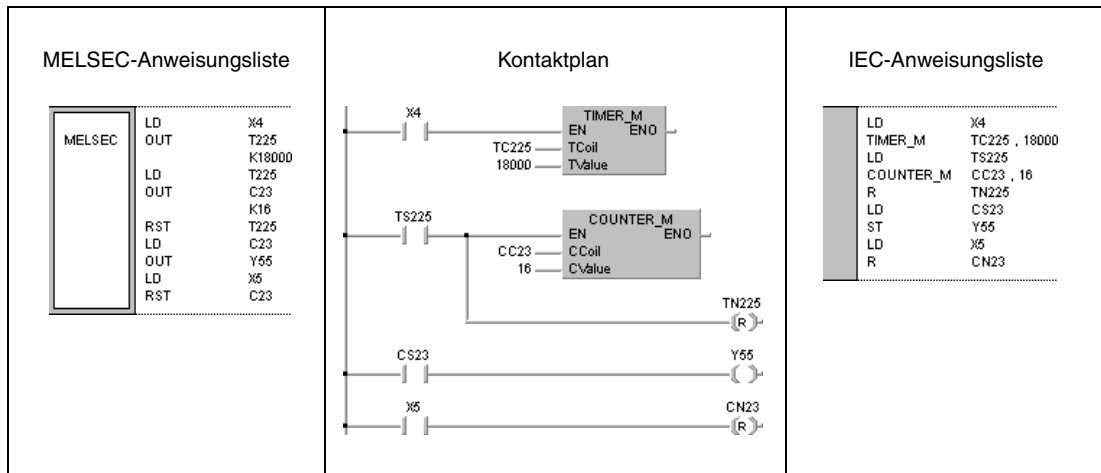 MELSEC-Anweisungsliste
MELSEC
LD X4
OUT T225
K18000
LD T225
OUT C23
K16
RST T225
LD C23
OUT Y55
LD X5
RST C23
Kontaktplan
X4
TIMER_M
EN ENO
TC225 TCoil
18000 TValue
TS225
COUNTER_M
EN ENO
CC23 CCoil
16 CValue
TN225
R
CS23 Y55
X5 CN23
R
IEC-Anweisungsliste
LD X4
TIMER_M TC225 , 18000
LD TS225
COUNTER_M CC23 , 16
R TN225
LD CS23
ST Y55
LD X5
R CN23